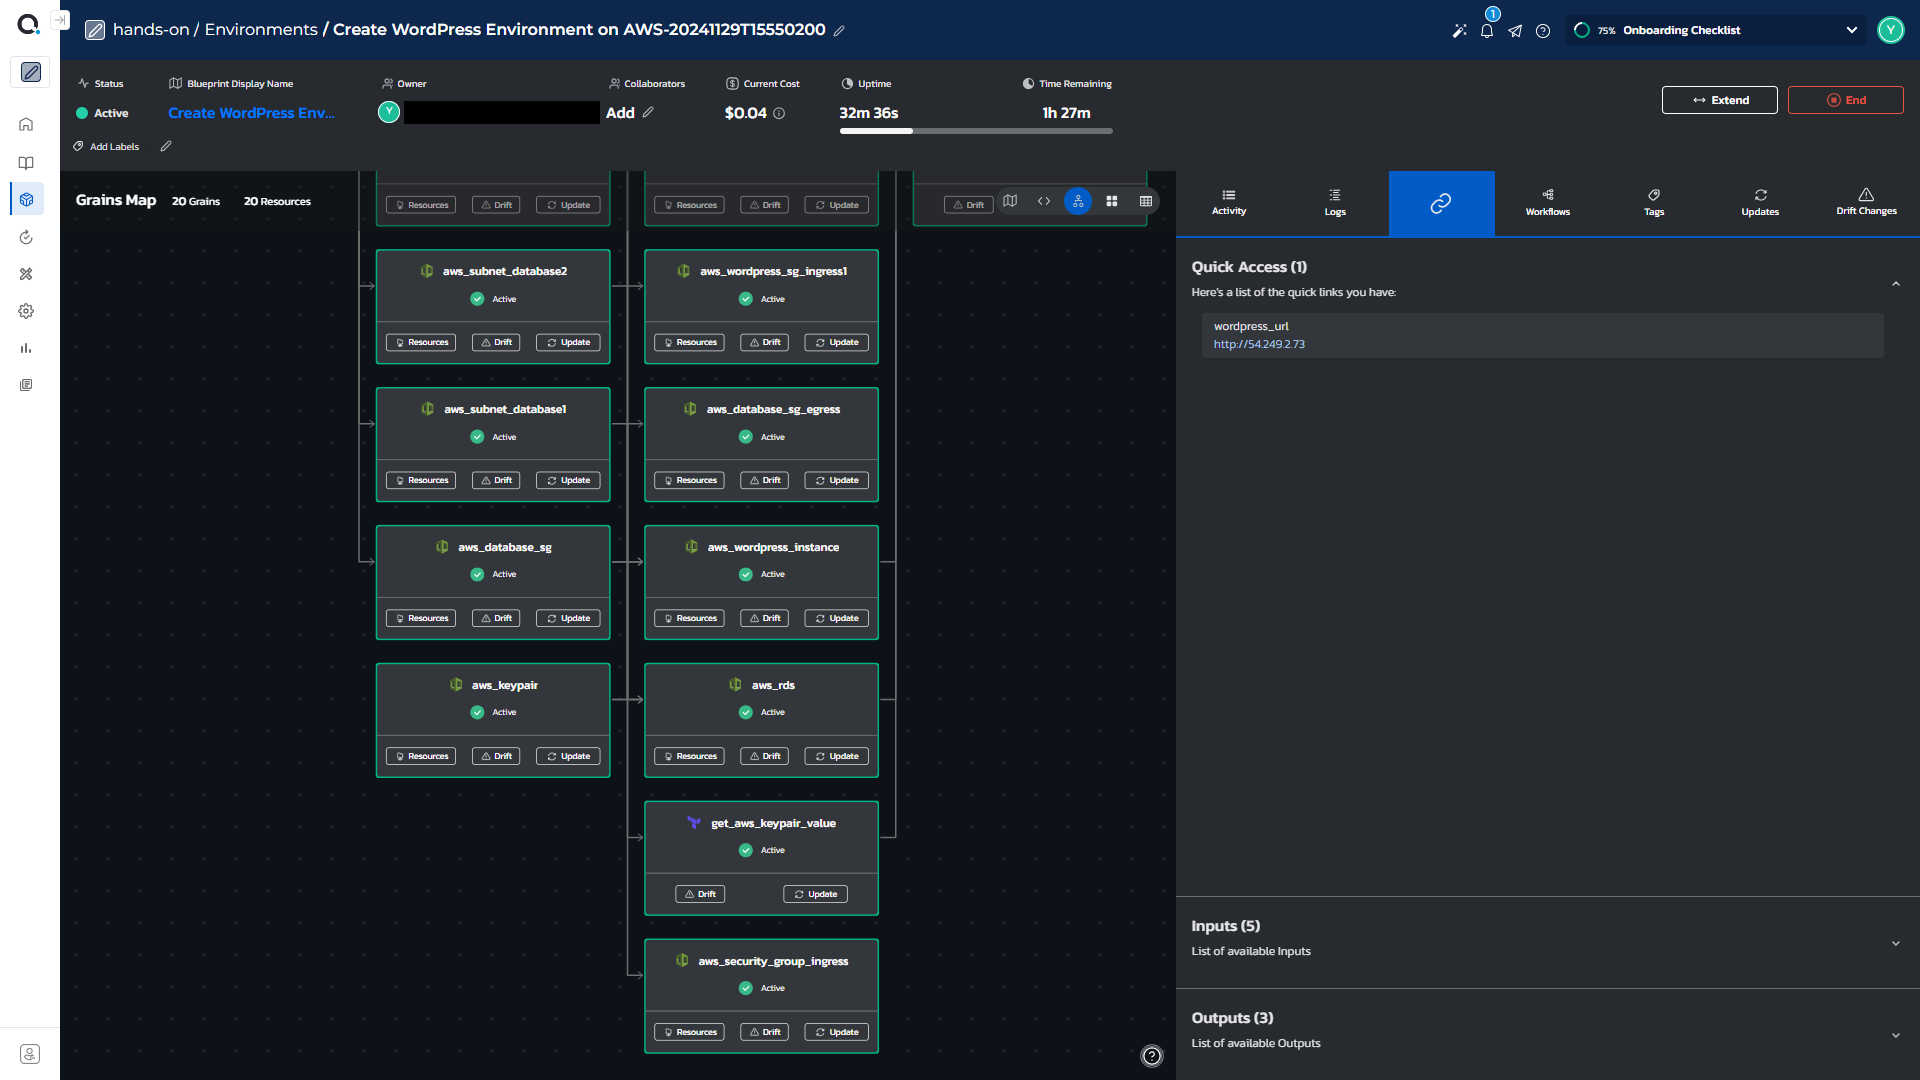 hands-on / Environments / Create WordPress Environment on AWS-20241129T15550200
1
75% Onboarding Checklist
Y
Status
Blueprint Display Name
Owner
Collaborators
Current Cost
Uptime
Time Remaining
Active
Create WordPress Env...
Y
Add
$0.04
32m 36s
1h 27m
Extend
End
Add Labels
Grains Map
20 Grains
20 Resources
Resources
Drift
Update
Resources
Drift
Update
Drift
aws_subnet_database2
Active
Resources
Drift
Update
aws_wordpress_sg_ingress1
Active
Resources
Drift
Update
aws_subnet_database1
Active
Resources
Drift
Update
aws_database_sg_egress
Active
Resources
Drift
Update
aws_database_sg
Active
Resources
Drift
Update
aws_wordpress_instance
Active
Resources
Drift
Update
aws_keypair
Active
Resources
Drift
Update
aws_rds
Active
Resources
Drift
Update
get_aws_keypair_value
Active
Drift
Update
aws_security_group_ingress
Active
Resources
Drift
Update
Activity
Logs
Workflows
Tags
Updates
Drift Changes
Quick Access (1)
Here's a list of the quick links you have:
wordpress_url
http://54.249.2.73
Inputs (5)
List of available Inputs
Outputs (3)
List of available Outputs